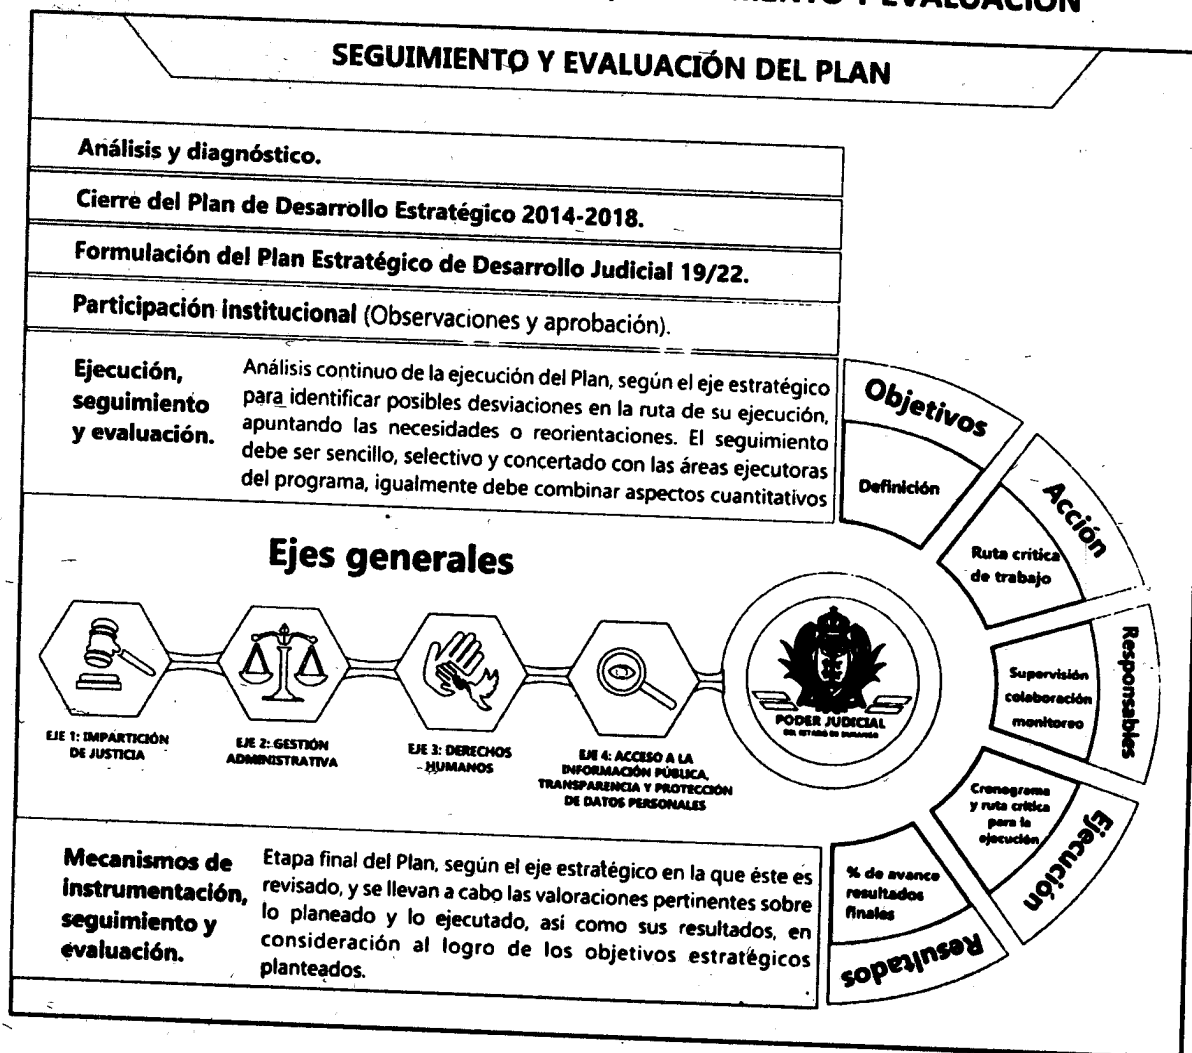 Y EVALUACIÓN
SEGUIMIENTO Y EVALUACIÓN DEL PLAN
Análisis y diagnóstico.
Cierre del Plan de Desarrollo Estratégico 2014-2018.
Formulación del Plan Estratégico de Desarrollo Judicial 19/22.
Participación institucional (Observaciones y aprobación).
Ejecución,
seguimiento
y evaluación.
Análisis continuo de la ejecución del Plan, según el eje estratégico
para identificar posibles desviaciones en la ruta de su ejecución,
apuntando las necesidades o reorientaciones. El seguimiento
debe ser sencillo, selectivo y concertado con las áreas ejecutoras
del programa, igualmente debe combinar aspectos cuantitativos
Objetivos
Definición
Acción
Ruta crítica
de trabajo
Responsables
Supervisión
colaboración
monitoreo
Ejecución
Cronograma
y ruta crítica
para la
ejecución
Resultados
% de avance
resultados
finales
Ejes generales
EJE 1: IMPARTICIÓN
DE JUSTICIA
EJE 2: GESTIÓN
ADMINISTRATIVA
EJE 3: DERECHOS
HUMANOS
EJE 4: ACCESO A LA
INFORMACIÓN PÚBLICA,
TRANSPARENCIA Y PROTECCIÓN
DE DATOS PERSONALES
PODER JUDICIAL
DEL ESTADO DE DURANGO
Mecanismos de
instrumentación,
seguimiento y
evaluación.
Etapa final del Plan, según el eje estratégico en la que éste es
revisado, y se llevan a cabo las valoraciones pertinentes sobre
lo planeado y lo ejecutado, así como sus resultados, en
consideración al logro de los objetivos estratégicos
planteados.